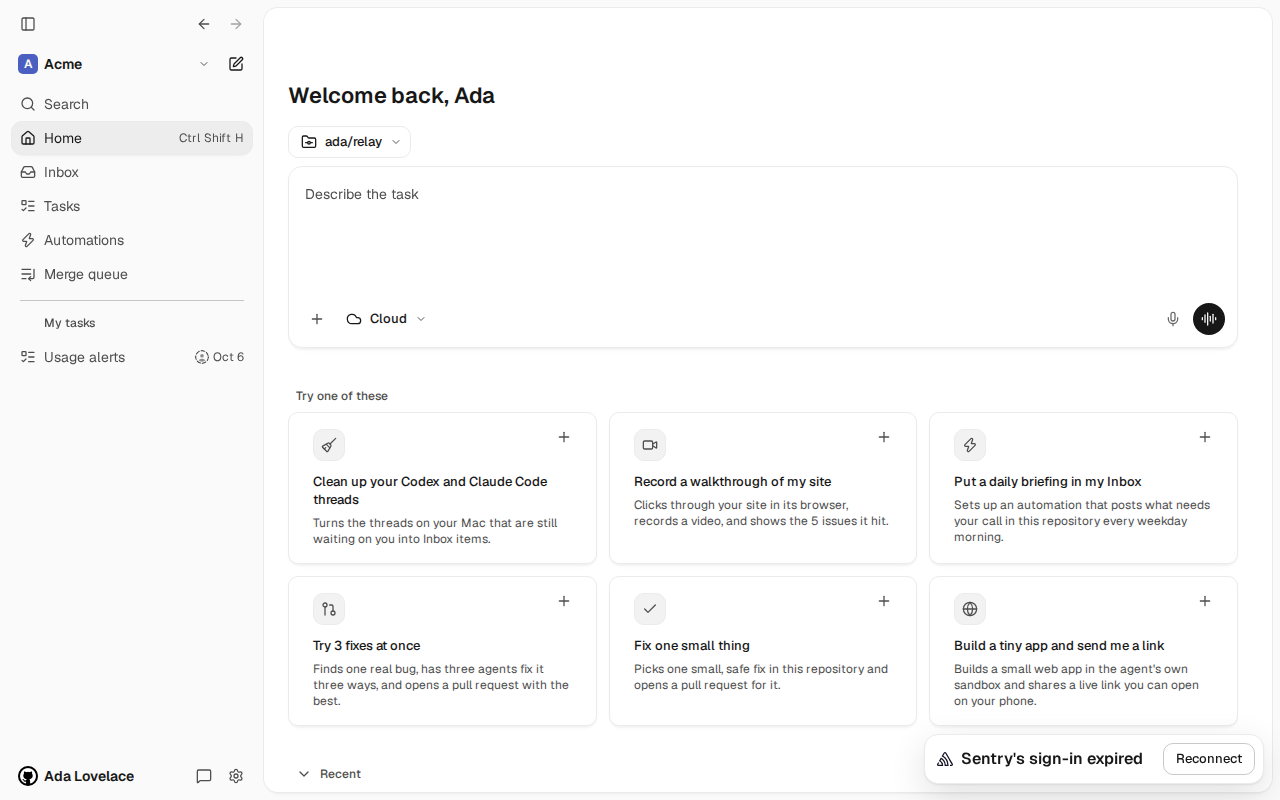 A Acme
Search
Home Ctrl Shift H
Inbox
Tasks
Automations
Merge queue
My tasks
Usage alerts Oct 6
Ada Lovelace
Welcome back, Ada
ada/relay
Describe the task
Cloud
Try one of these
Clean up your Codex and Claude Code
threads
Turns the threads on your Mac that are still
waiting on you into Inbox items.
Record a walkthrough of my site
Clicks through your site in its browser,
records a video, and shows the 5 issues it hit.
Put a daily briefing in my Inbox
Sets up an automation that posts what needs
your call in this repository every weekday
morning.
Try 3 fixes at once
Finds one real bug, has three agents fix it
three ways, and opens a pull request with the
best.
Fix one small thing
Picks one small, safe fix in this repository and
opens a pull request for it.
Build a tiny app and send me a link
Builds a small web app in the agent's own
sandbox and shares a live link you can open
on your phone.
Recent
Sentry's sign-in expired Reconnect